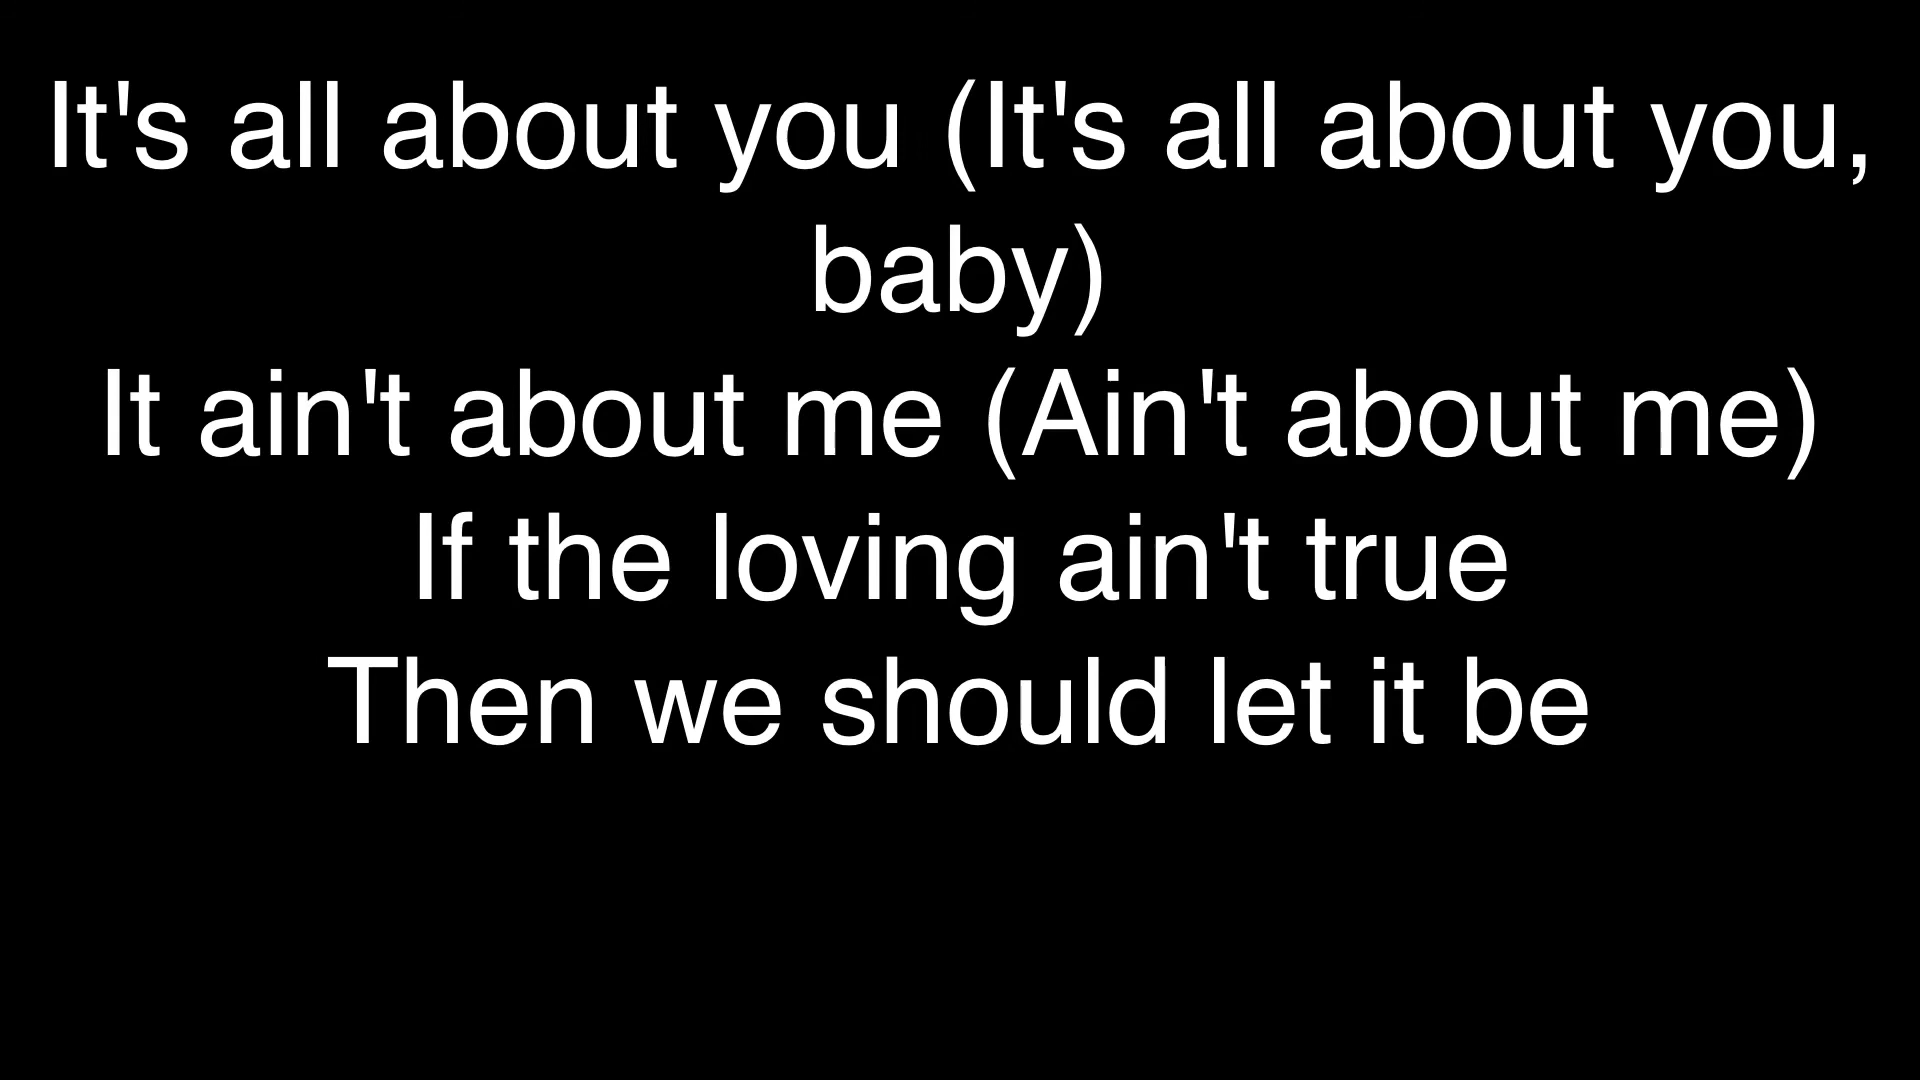 It's all about you (It's all about you,
baby)
It ain't about me (Ain't about me)
If the loving ain't true
Then we should let it be